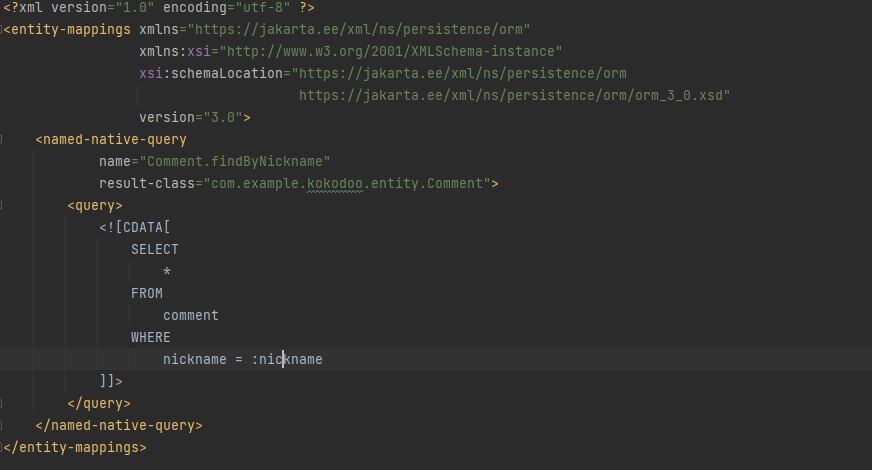 <?xml version="1.0" encoding="utf-8" ?>
<entity-mappings xmlns="https://jakarta.ee/xml/ns/persistence/orm"
xmlns:xsi="http://www.w3.org/2001/XMLSchema-instance"
xsi:schemaLocation="https://jakarta.ee/xml/ns/persistence/orm
https://jakarta.ee/xml/ns/persistence/orm/orm_3_0.xsd"
version="3.0">
<named-native-query
name="Comment.findByNickname"
result-class="com.example.kokodoo.entity.Comment">
<query>
<![CDATA[
SELECT
*
FROM
comment
WHERE
nickname = :nickname
]]>
</query>
</named-native-query>
</entity-mappings>